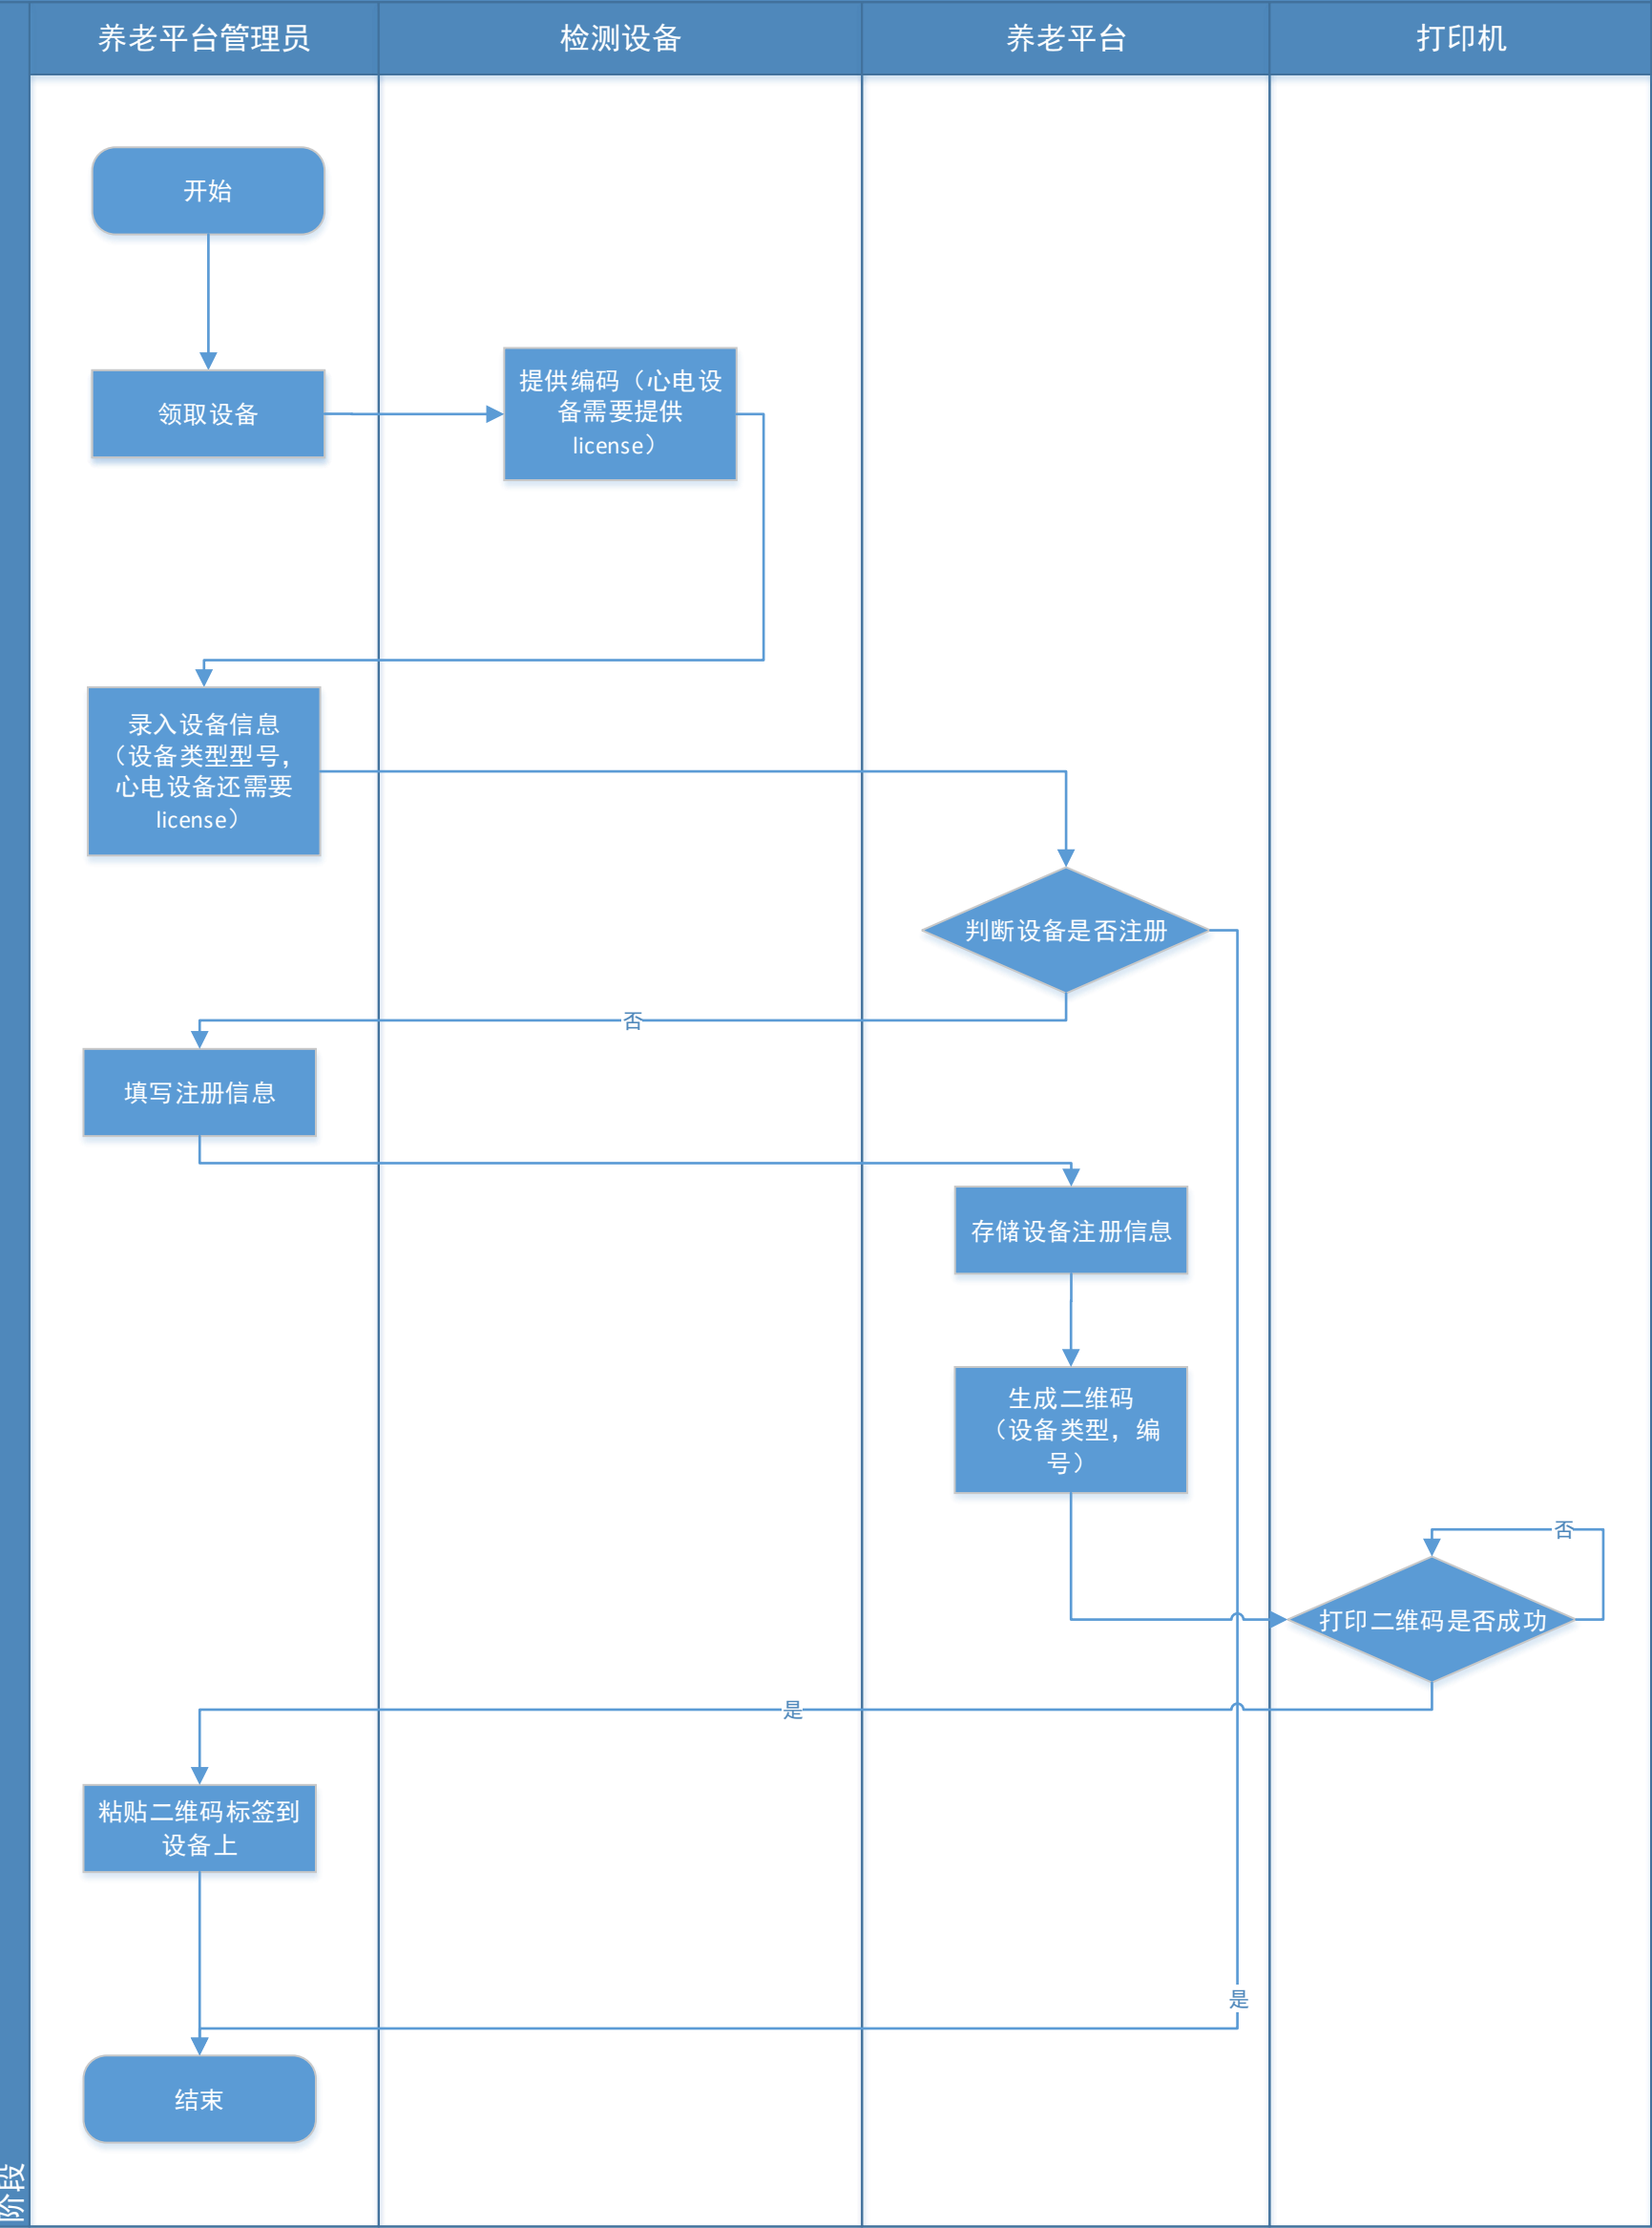 养老平台管理员
检测设备
养老平台
打印机
开始
领取设备
提供编码（心电设
备需要提供
license）
录入设备信息
（设备类型型号，
心电设备还需要
license）
判断设备是否注册
否
填写注册信息
存储设备注册信息
生成二维码
（设备类型，编
号）
否
打印二维码是否成功
是
粘贴二维码标签到
设备上
是
结束
阶段